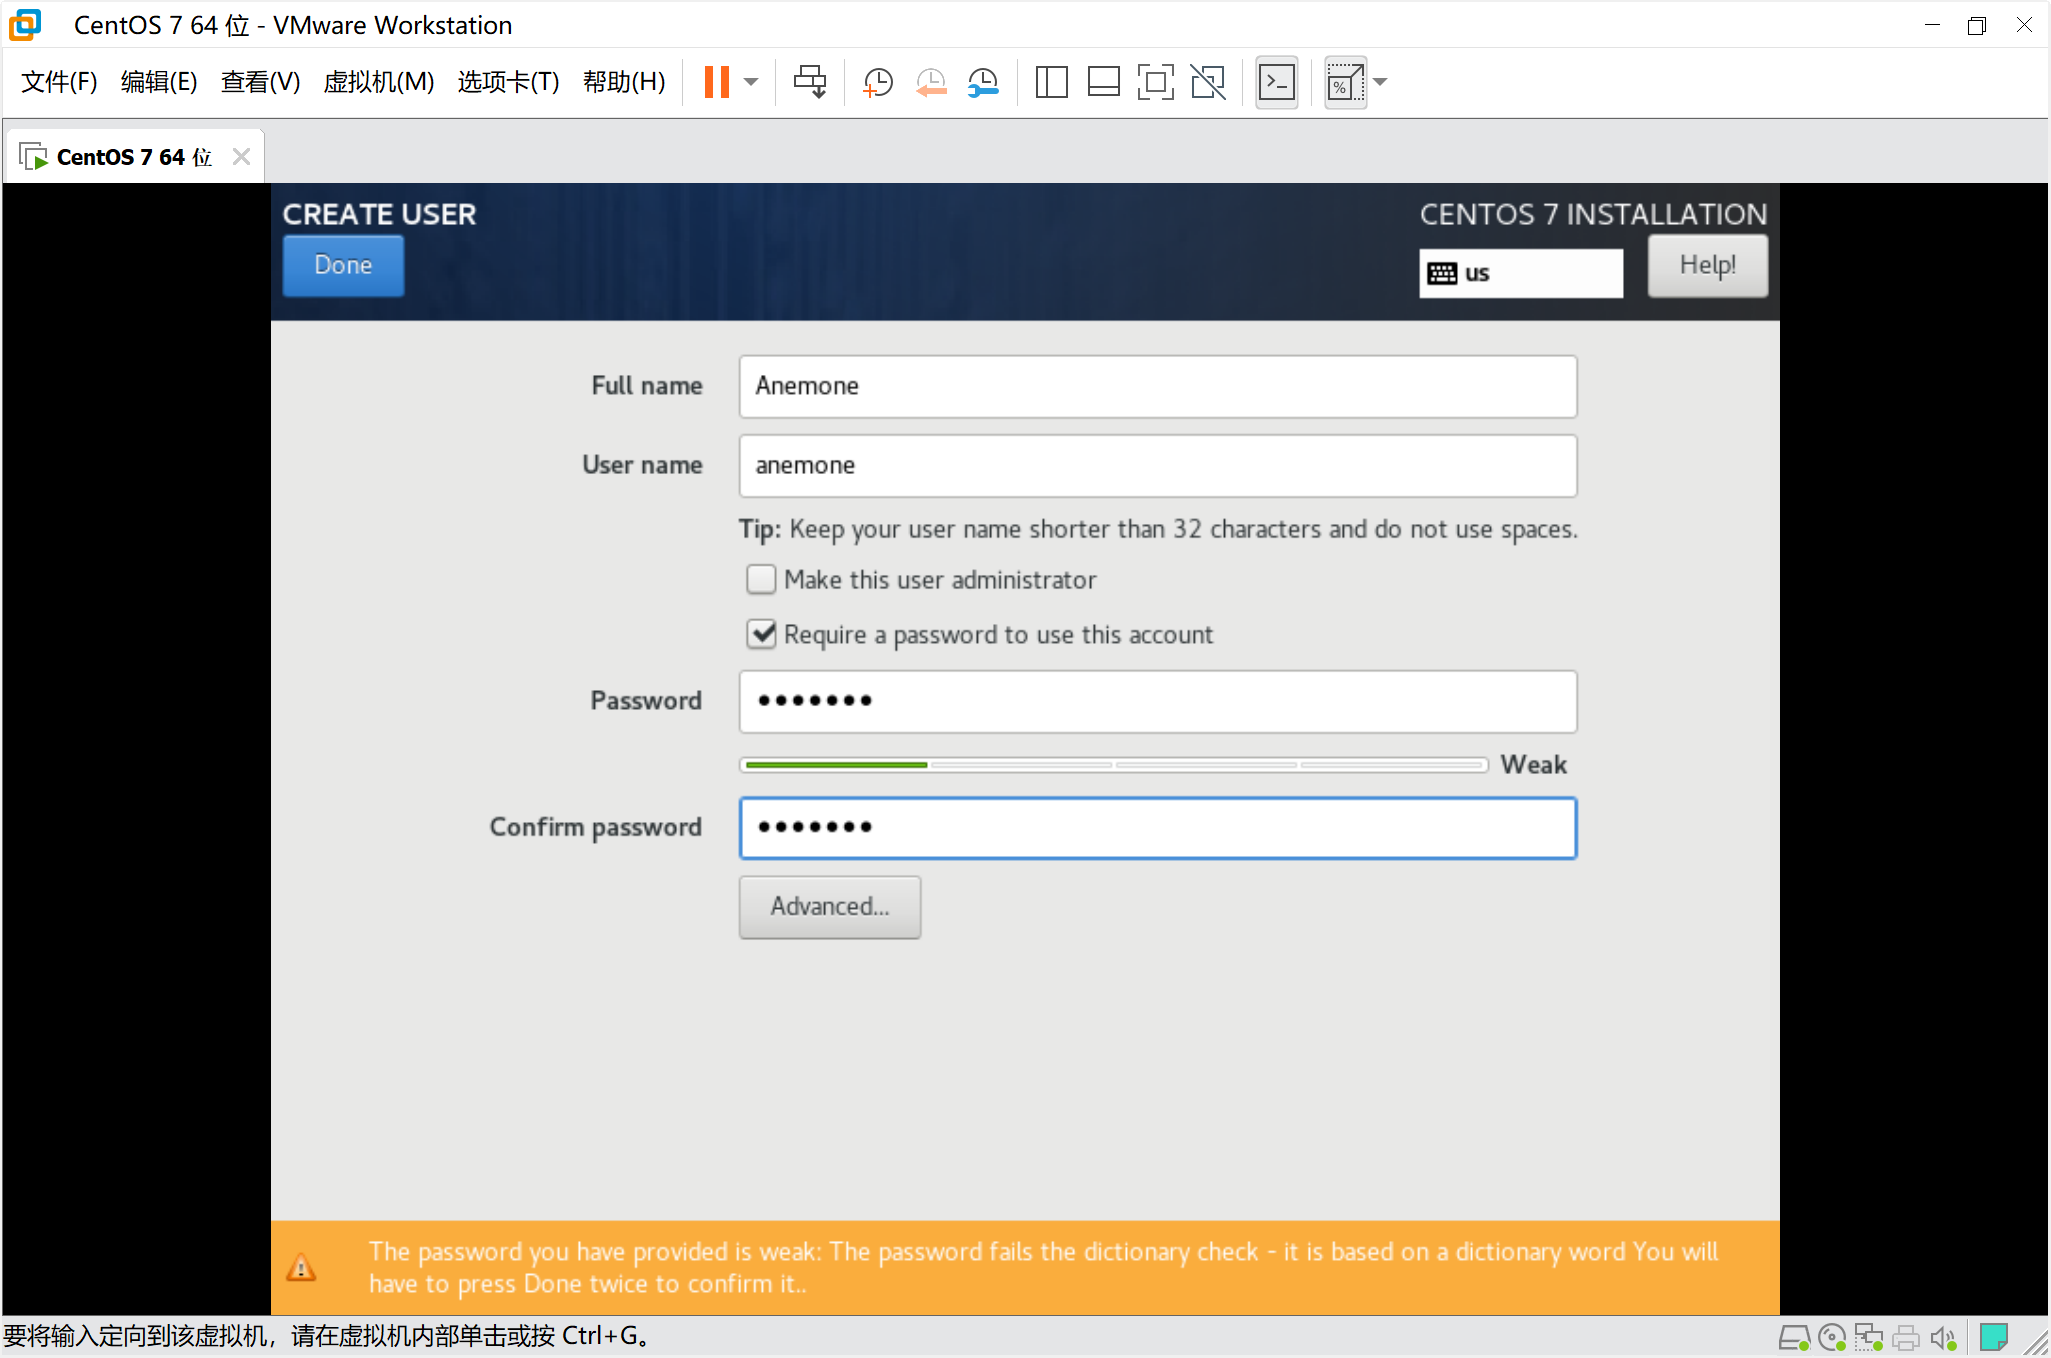 CentOS 7 64 位 - VMware Workstation
文件(F) 编辑(E) 查看(V) 虚拟机(M) 选项卡(T) 帮助(H)
CentOS 7 64 位
CREATE USER
CENTOS 7 INSTALLATION
Done
us
Help!
Full name
Anemone
User name
anemone
Tip: Keep your user name shorter than 32 characters and do not use spaces.
Make this user administrator
Require a password to use this account
Password
•••••••
Weak
Confirm password
•••••••
Advanced...
The password you have provided is weak: The password fails the dictionary check - it is based on a dictionary word You will
have to press Done twice to confirm it..
要将输入定向到该虚拟机，请在虚拟机内部单击或按 Ctrl+G。